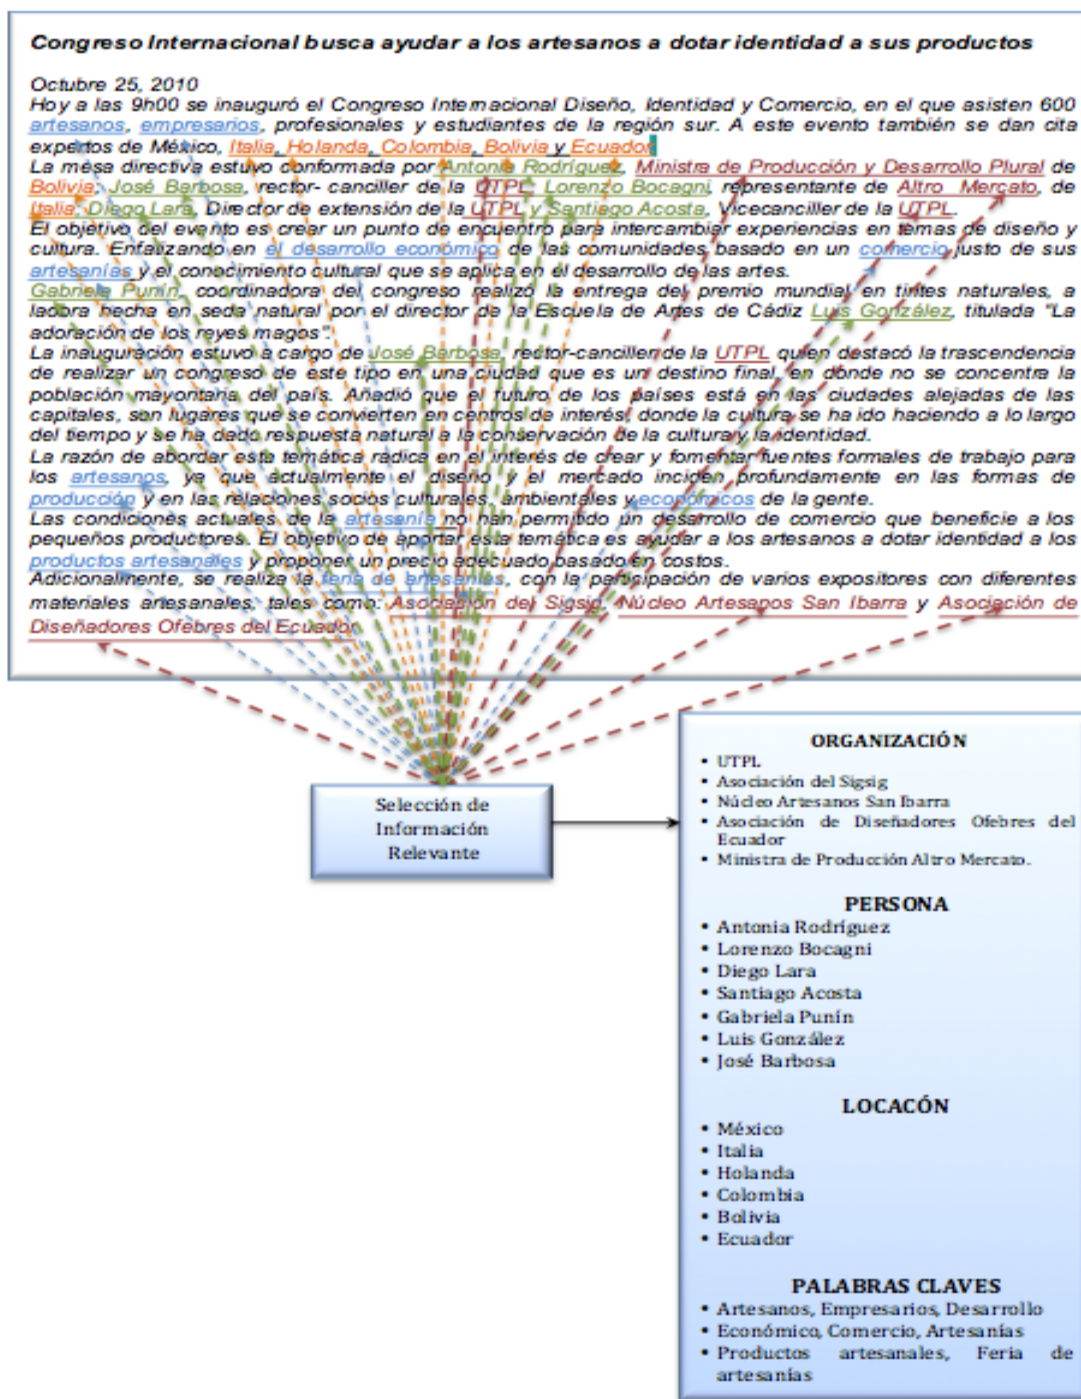 Congreso Internacional busca ayudar a los artesanos a dotar identidad a sus productos
Octubre 25, 2010
Hoy a las 9h00 se inauguró el Congreso Internacional Diseño, Identidad y Comercio, en el que asisten 600
artesanos, empresarios, profesionales y estudiantes de la región sur. A este evento también se dan cita
expertos de México, Italia, Holanda, Colombia, Bolivia y Ecuador
La mesa directiva estuvo conformada por Antonia Rodríguez, Ministra de Producción y Desarrollo Plural de
Bolivia; José Barbosa, rector- canciller de la UTPL; Lorenzo Bocagni, representante de Altro Mercato, de
Italia; Diego Lara, Director de extensión de la UTPL y Santiago Acosta, Vicecanciller de la UTPL.
El objetivo del evento es crear un punto de encuentro para intercambiar experiencias en temas de diseño y
cultura. Enfatizando en el desarrollo económico de las comunidades basado en un comercio justo de sus
artesanías y el conocimiento cultural que se aplica en el desarrollo de las artes.
Gabriela Punín, coordinadora del congreso realizó la entrega del premio mundial en tintes naturales, a
laobra hecha en seda natural por el director de la Escuela de Artes de Cádiz Luis González, titulada "La
adoración de los reyes magos".
La inauguración estuvo a cargo de José Barbosa, rector-canciller de la UTPL quien destacó la trascendencia
de realizar un congreso de este tipo en una ciudad que es un destino final, en donde no se concentra la
población mayoritaria del país. Añadió que el futuro de los países está en las ciudades alejadas de las
capitales, son lugares que se convierten en centros de interés, donde la cultura se ha ido haciendo a lo largo
del tiempo y se ha dado respuesta natural a la conservación de la cultura y la identidad.
La razón de abordar esta temática radica en el interés de crear y fomentar fuentes formales de trabajo para
los artesanos, ya que actualmente el diseño y el mercado inciden profundamente en las formas de
producción y en las relaciones socios culturales, ambientales y económicos de la gente.
Las condiciones actuales de la artesanía no han permitido un desarrollo de comercio que beneficie a los
pequeños productores. El objetivo de aportar esta temática es ayudar a los artesanos a dotar identidad a los
productos artesanales y proponer un precio adecuado basado en costos.
Adicionalmente, se realiza la feria de artesanías, con la participación de varios expositores con diferentes
materiales artesanales, tales como: Asociación del Sigsig, Núcleo Artesanos San Ibarra y Asociación de
Diseñadores Ofebres del Ecuador
Selección de
Información
Relevante
ORGANIZACIÓN
• UTPL
• Asociación del Sigsig
• Núcleo Artesanos San Ibarra
• Asociación de Diseñadores Ofebres del
Ecuador
• Ministra de Producción Altro Mercato.
PERSONA
• Antonia Rodríguez
• Lorenzo Bocagni
• Diego Lara
• Santiago Acosta
• Gabriela Punín
• Luis González
• José Barbosa
LOCACÓN
• México
• Italia
• Holanda
• Colombia
• Bolivia
• Ecuador
PALABRAS CLAVES
• Artesanos, Empresarios, Desarrollo
• Económico, Comercio, Artesanías
• Productos artesanales, Feria de
artesanías